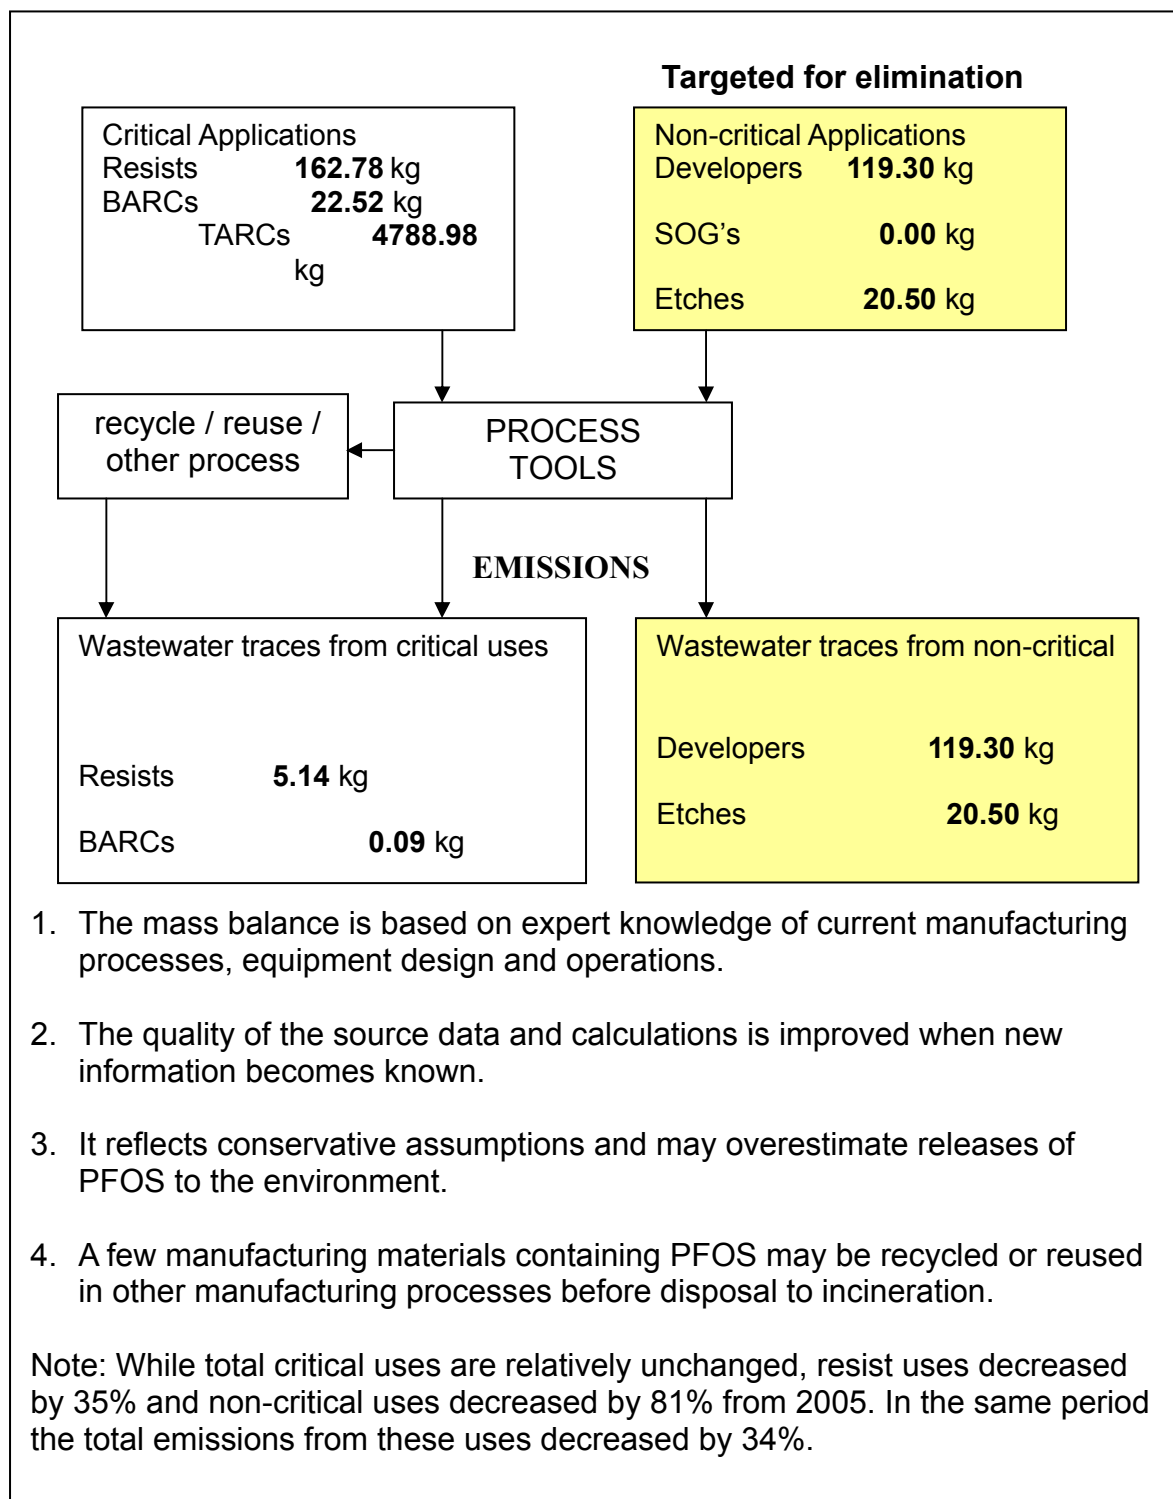 Targeted for elimination
Critical Applications
Resists 162.78 kg
BARCs 22.52 kg
TARCs 4788.98
kg
Non-critical Applications
Developers 119.30 kg
SOG’s 0.00 kg
Etches 20.50 kg
recycle / reuse /
other process
PROCESS
TOOLS
EMISSIONS
Wastewater traces from critical uses
Resists 5.14 kg
BARCs 0.09 kg
Wastewater traces from non-critical
Developers 119.30 kg
Etches 20.50 kg
1. The mass balance is based on expert knowledge of current manufacturing
processes, equipment design and operations.
2. The quality of the source data and calculations is improved when new
information becomes known.
3. It reflects conservative assumptions and may overestimate releases of
PFOS to the environment.
4. A few manufacturing materials containing PFOS may be recycled or reused
in other manufacturing processes before disposal to incineration.
Note: While total critical uses are relatively unchanged, resist uses decreased
by 35% and non-critical uses decreased by 81% from 2005. In the same period
the total emissions from these uses decreased by 34%.